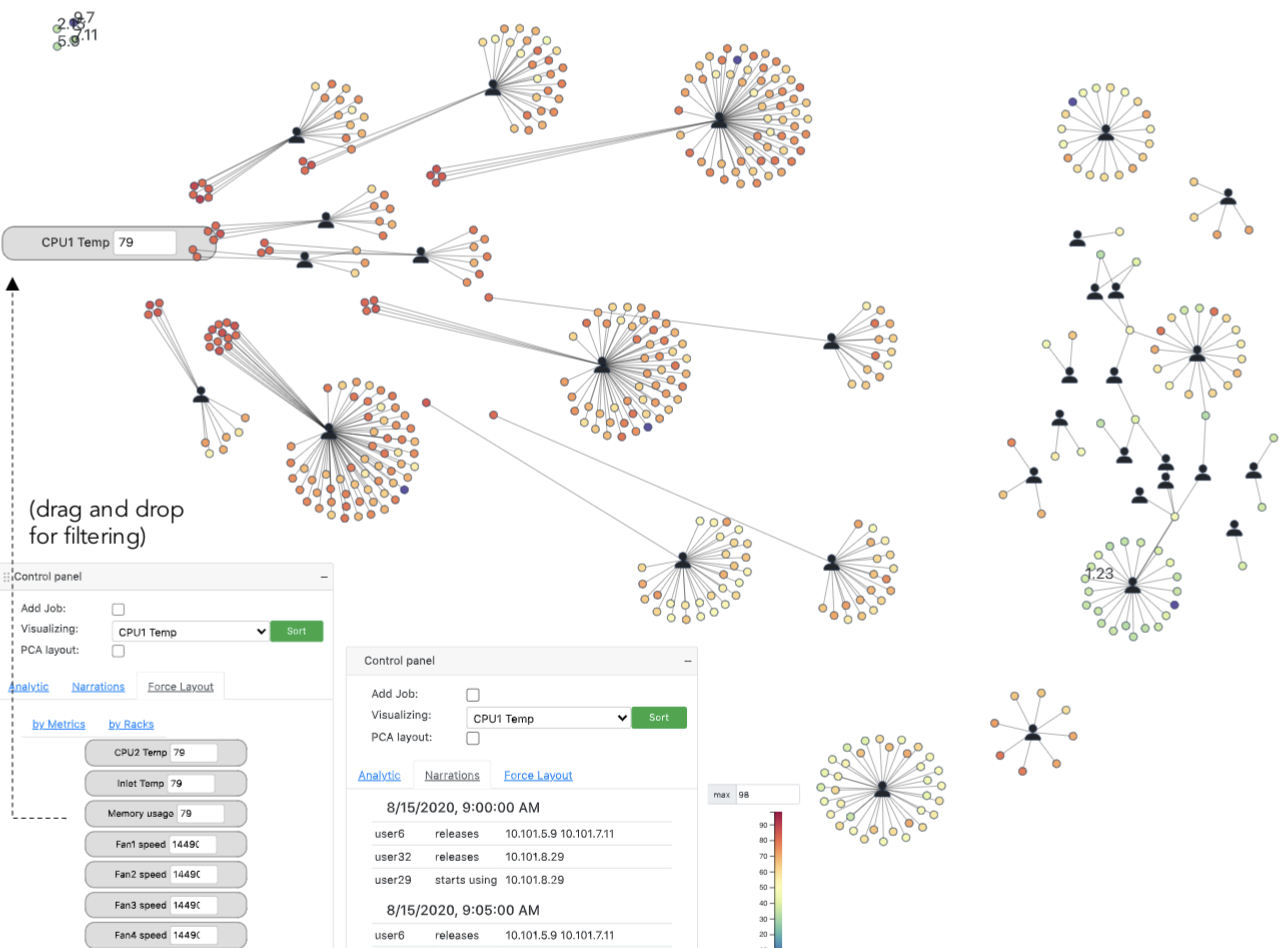 9.7
7.11
5.9
CPU1 Temp 79
(drag and drop
for filtering)
1.23
Control panel –
Add Job:
Visualizing: CPU1 Temp Sort
PCA layout:
Analytic Narrations Force Layout
by Metrics by Racks
CPU2 Temp 79
Inlet Temp 79
Memory usage 79
Fan1 speed 1449
Fan2 speed 1449
Fan3 speed 1449
Fan4 speed 1449
Control panel –
Add Job:
Visualizing: CPU1 Temp Sort
PCA layout:
Analytic Narrations Force Layout
8/15/2020, 9:00:00 AM
user6 releases 10.101.5.9 10.101.7.11
user32 releases 10.101.8.29
user29 starts using 10.101.8.29
8/15/2020, 9:05:00 AM
user6 releases 10.101.5.9 10.101.7.11
max 98
90
80
70
60
50
40
30
20